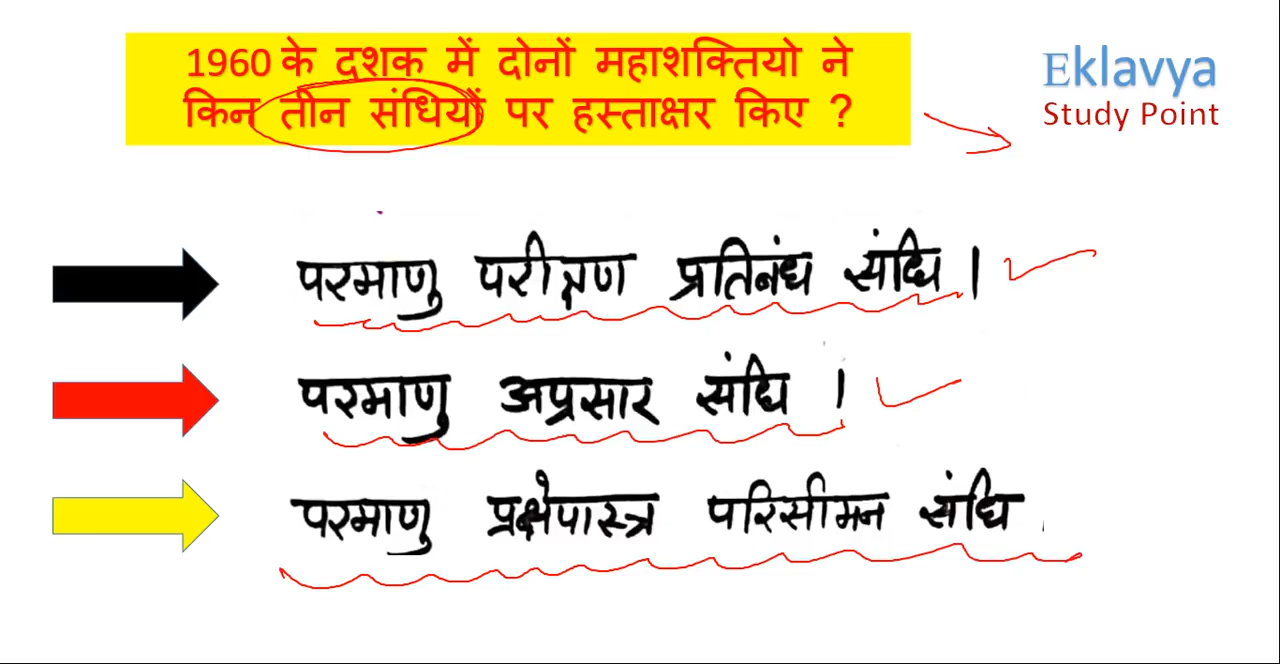 1960 के दशक में दोनों महाशक्तियो ने
किन तीन संधियों पर हस्ताक्षर किए ?
Eklavya
Study Point
परमाणु परीक्षण प्रतिबंध संधि ।
परमाणु अप्रसार संधि ।
परमाणु प्रक्षेपास्त्र परिसीमन संधि